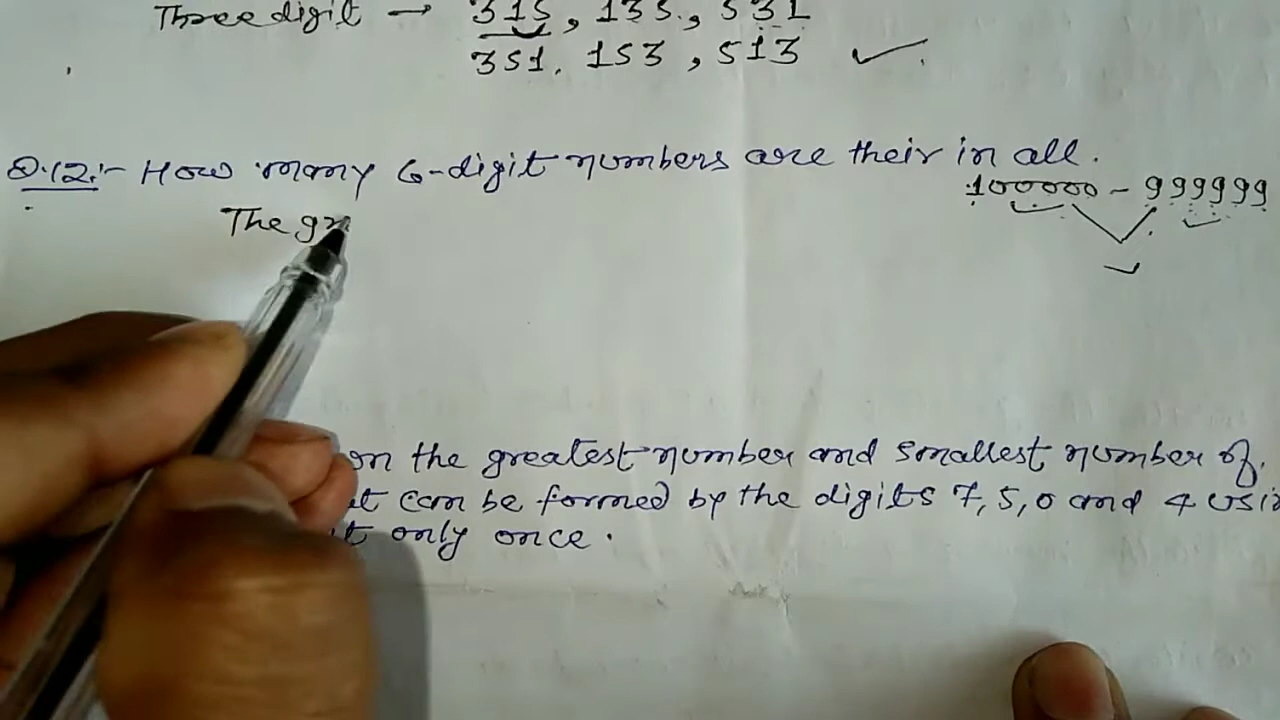 Three digit → 315, 135, 531
351, 153, 513 ✓
Q.12:- How many 6-digit numbers are their in all.
100000 - 999999
The gr
on the greatest number and smallest number of
at can be formed by the digits 7, 5, 0 and 4 usi
it only once.